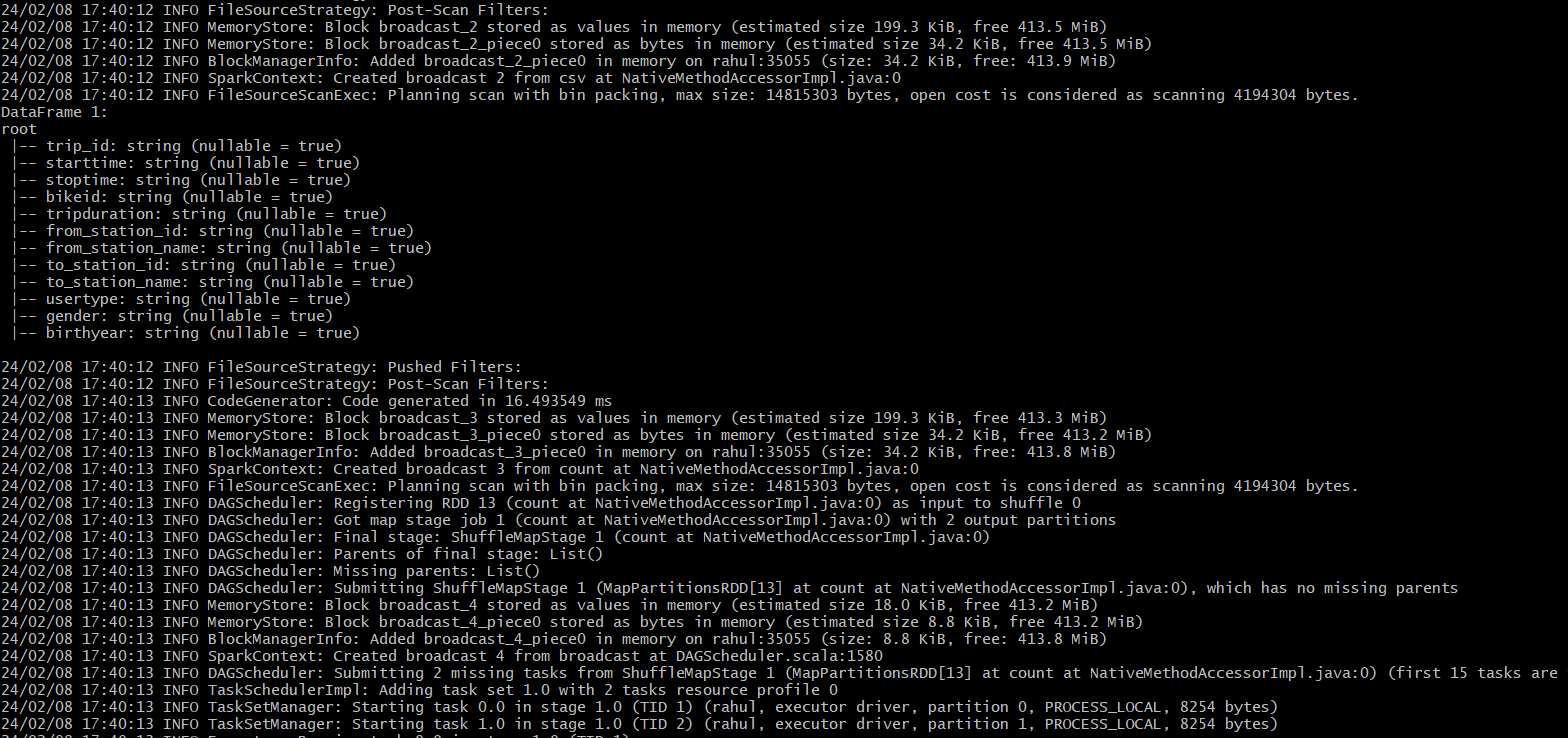 24/02/08 17:40:12 INFO FileSourceStrategy: Post-Scan Filters:
24/02/08 17:40:12 INFO MemoryStore: Block broadcast_2 stored as values in memory (estimated size 199.3 KiB, free 413.5 MiB)
24/02/08 17:40:12 INFO MemoryStore: Block broadcast_2_piece0 stored as bytes in memory (estimated size 34.2 KiB, free 413.5 MiB)
24/02/08 17:40:12 INFO BlockManagerInfo: Added broadcast_2_piece0 in memory on rahul:35055 (size: 34.2 KiB, free: 413.9 MiB)
24/02/08 17:40:12 INFO SparkContext: Created broadcast 2 from csv at NativeMethodAccessorImpl.java:0
24/02/08 17:40:12 INFO FileSourceScanExec: Planning scan with bin packing, max size: 14815303 bytes, open cost is considered as scanning 4194304 bytes.
DataFrame 1:
root
 |-- trip_id: string (nullable = true)
 |-- starttime: string (nullable = true)
 |-- stoptime: string (nullable = true)
 |-- bikeid: string (nullable = true)
 |-- tripduration: string (nullable = true)
 |-- from_station_id: string (nullable = true)
 |-- from_station_name: string (nullable = true)
 |-- to_station_id: string (nullable = true)
 |-- to_station_name: string (nullable = true)
 |-- usertype: string (nullable = true)
 |-- gender: string (nullable = true)
 |-- birthyear: string (nullable = true)
24/02/08 17:40:12 INFO FileSourceStrategy: Pushed Filters:
24/02/08 17:40:12 INFO FileSourceStrategy: Post-Scan Filters:
24/02/08 17:40:13 INFO CodeGenerator: Code generated in 16.493549 ms
24/02/08 17:40:13 INFO MemoryStore: Block broadcast_3 stored as values in memory (estimated size 199.3 KiB, free 413.3 MiB)
24/02/08 17:40:13 INFO MemoryStore: Block broadcast_3_piece0 stored as bytes in memory (estimated size 34.2 KiB, free 413.2 MiB)
24/02/08 17:40:13 INFO BlockManagerInfo: Added broadcast_3_piece0 in memory on rahul:35055 (size: 34.2 KiB, free: 413.8 MiB)
24/02/08 17:40:13 INFO SparkContext: Created broadcast 3 from count at NativeMethodAccessorImpl.java:0
24/02/08 17:40:13 INFO FileSourceScanExec: Planning scan with bin packing, max size: 14815303 bytes, open cost is considered as scanning 4194304 bytes.
24/02/08 17:40:13 INFO DAGScheduler: Registering RDD 13 (count at NativeMethodAccessorImpl.java:0) as input to shuffle 0
24/02/08 17:40:13 INFO DAGScheduler: Got map stage job 1 (count at NativeMethodAccessorImpl.java:0) with 2 output partitions
24/02/08 17:40:13 INFO DAGScheduler: Final stage: ShuffleMapStage 1 (count at NativeMethodAccessorImpl.java:0)
24/02/08 17:40:13 INFO DAGScheduler: Parents of final stage: List()
24/02/08 17:40:13 INFO DAGScheduler: Missing parents: List()
24/02/08 17:40:13 INFO DAGScheduler: Submitting ShuffleMapStage 1 (MapPartitionsRDD[13] at count at NativeMethodAccessorImpl.java:0), which has no missing parents
24/02/08 17:40:13 INFO MemoryStore: Block broadcast_4 stored as values in memory (estimated size 18.0 KiB, free 413.2 MiB)
24/02/08 17:40:13 INFO MemoryStore: Block broadcast_4_piece0 stored as bytes in memory (estimated size 8.8 KiB, free 413.2 MiB)
24/02/08 17:40:13 INFO BlockManagerInfo: Added broadcast_4_piece0 in memory on rahul:35055 (size: 8.8 KiB, free: 413.8 MiB)
24/02/08 17:40:13 INFO SparkContext: Created broadcast 4 from broadcast at DAGScheduler.scala:1580
24/02/08 17:40:13 INFO DAGScheduler: Submitting 2 missing tasks from ShuffleMapStage 1 (MapPartitionsRDD[13] at count at NativeMethodAccessorImpl.java:0) (first 15 tasks are
24/02/08 17:40:13 INFO TaskSchedulerImpl: Adding task set 1.0 with 2 tasks resource profile 0
24/02/08 17:40:13 INFO TaskSetManager: Starting task 0.0 in stage 1.0 (TID 1) (rahul, executor driver, partition 0, PROCESS_LOCAL, 8254 bytes)
24/02/08 17:40:13 INFO TaskSetManager: Starting task 1.0 in stage 1.0 (TID 2) (rahul, executor driver, partition 1, PROCESS_LOCAL, 8254 bytes)